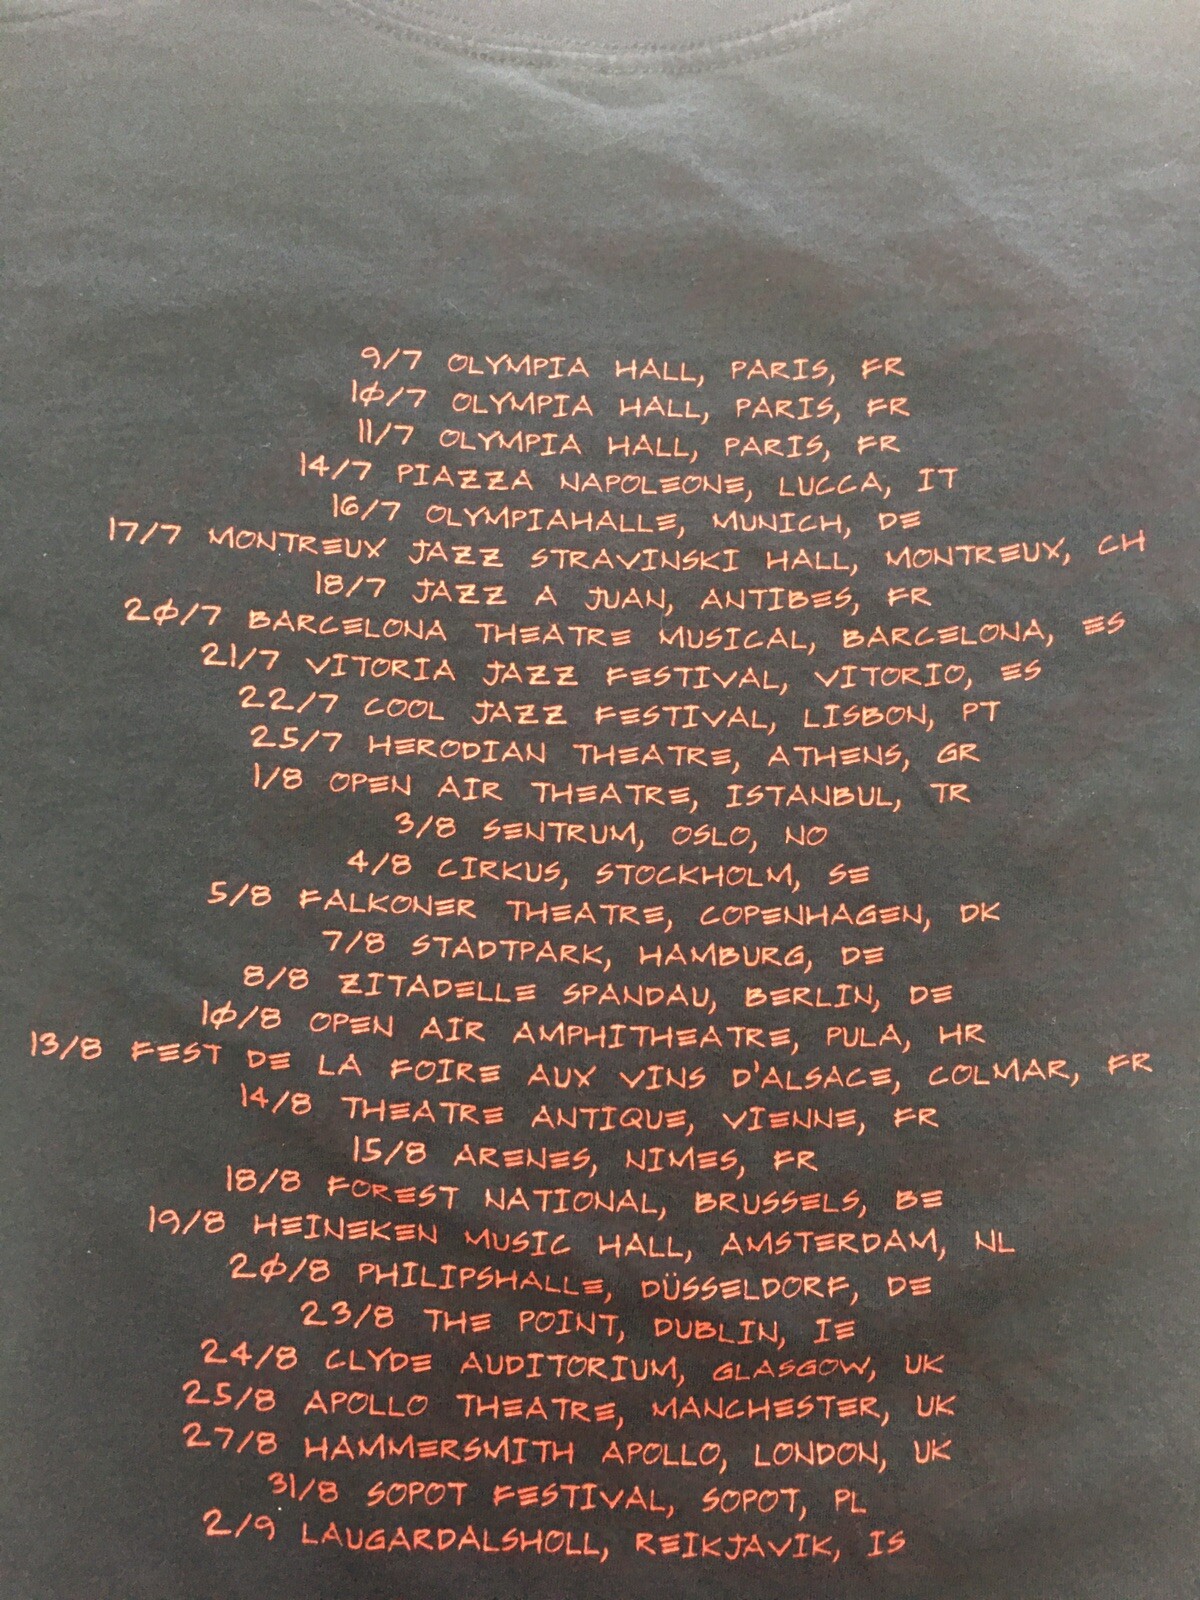 9/7 OLYMPIA HALL, PARIS, FR
10/7 OLYMPIA HALL, PARIS, FR
11/7 OLYMPIA HALL, PARIS, FR
14/7 PIAZZA NAPOLEONE, LUCCA, IT
16/7 OLYMPIAHALLE, MUNICH, DE
17/7 MONTREUX JAZZ STRAVINSKI HALL, MONTREUX, CH
18/7 JAZZ A JUAN, ANTIBES, FR
20/7 BARCELONA THEATRE MUSICAL, BARCELONA, ES
21/7 VITORIA JAZZ FESTIVAL, VITORIO, ES
22/7 COOL JAZZ FESTIVAL, LISBON, PT
25/7 HERODIAN THEATRE, ATHENS, GR
1/8 OPEN AIR THEATRE, ISTANBUL, TR
3/8 SENTRUM, OSLO, NO
4/8 CIRKUS, STOCKHOLM, SE
5/8 FALKONER THEATRE, COPENHAGEN, DK
7/8 STADTPARK, HAMBURG, DE
8/8 ZITADELLE SPANDAU, BERLIN, DE
10/8 OPEN AIR AMPHITHEATRE, PULA, HR
13/8 FEST DE LA FOIRE AUX VINS D'ALSACE, COLMAR, FR
14/8 THEATRE ANTIQUE, VIENNE, FR
15/8 ARENES, NIMES, FR
18/8 FOREST NATIONAL, BRUSSELS, BE
19/8 HEINEKEN MUSIC HALL, AMSTERDAM, NL
20/8 PHILIPSHALLE, DÜSSELDORF, DE
23/8 THE POINT, DUBLIN, IE
24/8 CLYDE AUDITORIUM, GLASGOW, UK
25/8 APOLLO THEATRE, MANCHESTER, UK
27/8 HAMMERSMITH APOLLO, LONDON, UK
31/8 SOPOT FESTIVAL, SOPOT, PL
2/9 LAUGARDALSHOLL, REIKJAVIK, IS